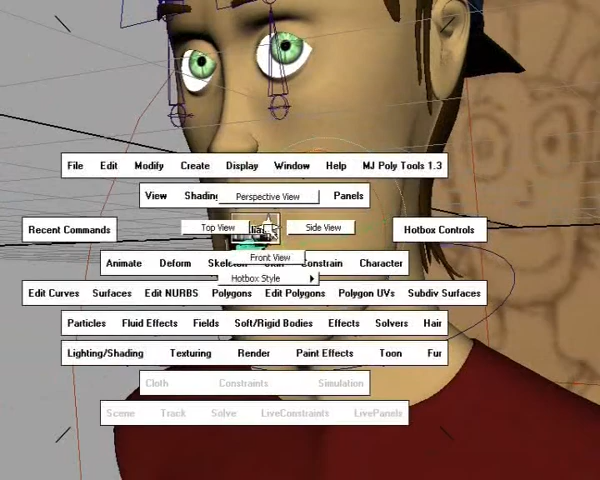 File Edit Modify Create Display Window Help MJ Poly Tools 1.3
View Perspective View Panels
Recent Commands Top View Side View Hotbox Controls
Front View
Animate Deform Character
Hotbox Style
Edit Curves Surfaces Edit NURBS Polygons Edit Polygons Polygon UVs Subdiv Surfaces
Particles Fluid Effects Fields Soft/Rigid Bodies Effects Solvers Hair
Lighting/Shading Texturing Render Paint Effects Toon Fur
Cloth Constraints Simulation
Scene Track Solve LiveConstraints LivePanels